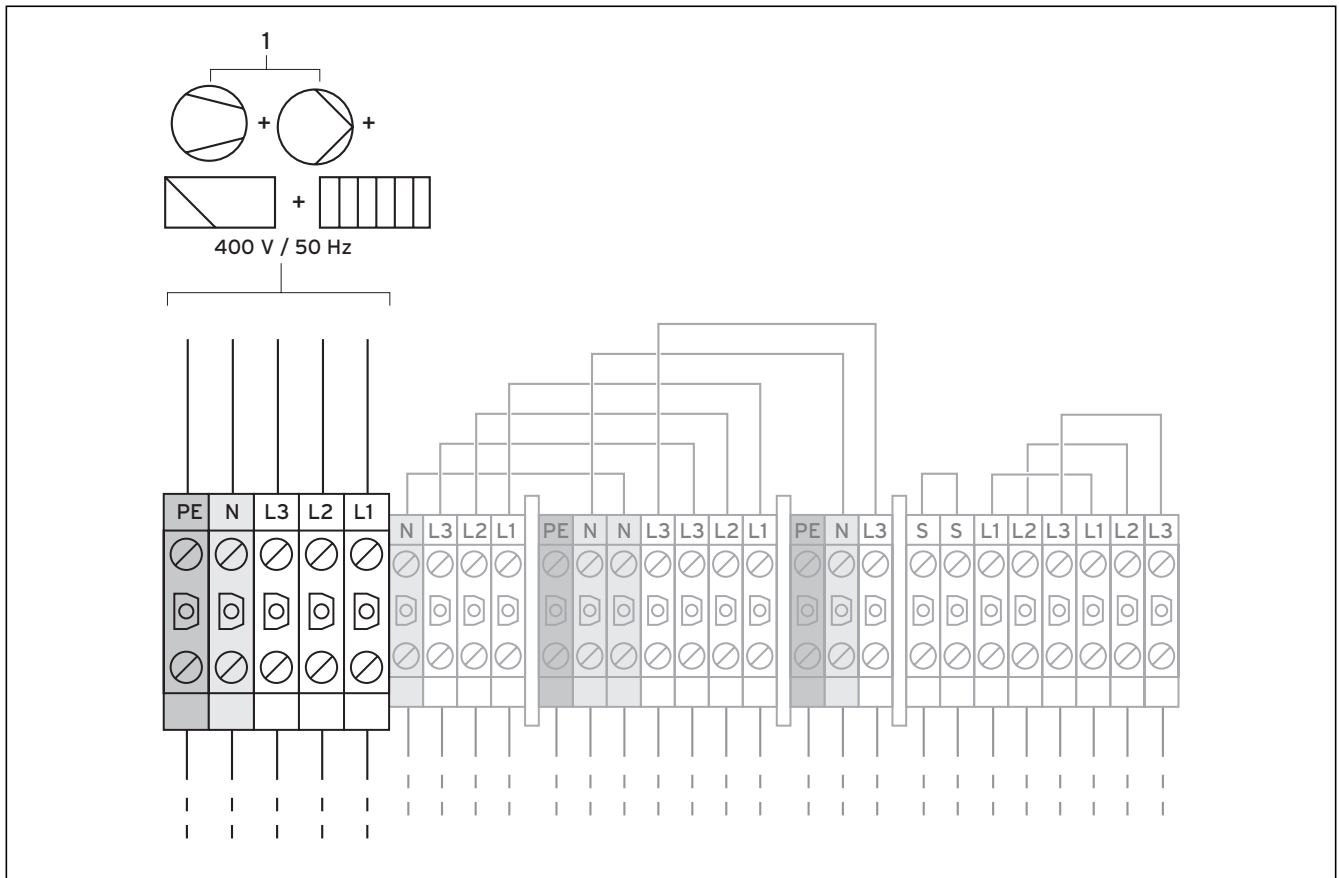 1
+ +
+
400 V / 50 Hz
PE N L3 L2 L1
N L3 L2 L1 PE N N L3 L3 L2 L1 PE N L3 S S L1 L2 L3 L1 L2 L3